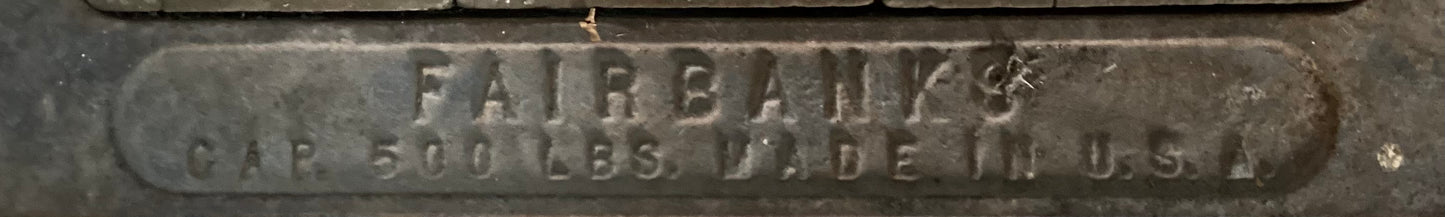 FAIRBANKS
CAP. 500 LBS. MADE IN U.S.A.